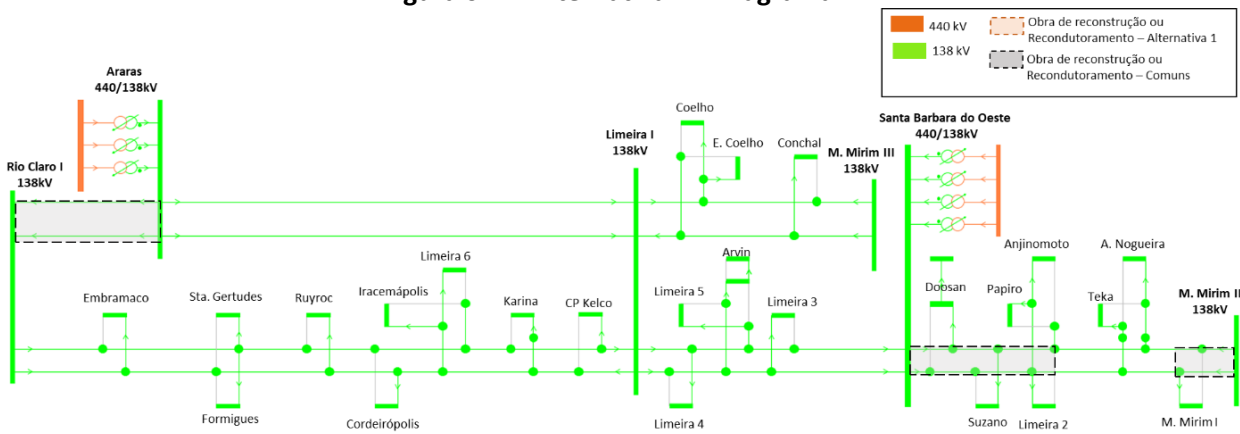 440 kV
138 kV
Obra de reconstrução ou
Recondutoramento – Alternativa 1
Obra de reconstrução ou
Recondutoramento – Comuns
Araras
440/138kV
Rio Claro I
138kV
Limeira I
138kV
Coelho
E. Coelho
Conchal
M. Mirim III
138kV
Santa Barbara do Oeste
440/138kV
Embramaco
Sta. Gertudes
Ruyroc
Iracemápolis
Limeira 6
Karina
CP Kelco
Limeira 5
Arvin
Limeira 3
Doosan
Papiro
Anjinomoto
Teka
A. Nogueira
M. Mirim II
138kV
Formigues
Cordeirópolis
Limeira 4
Suzano
Limeira 2
M. Mirim I